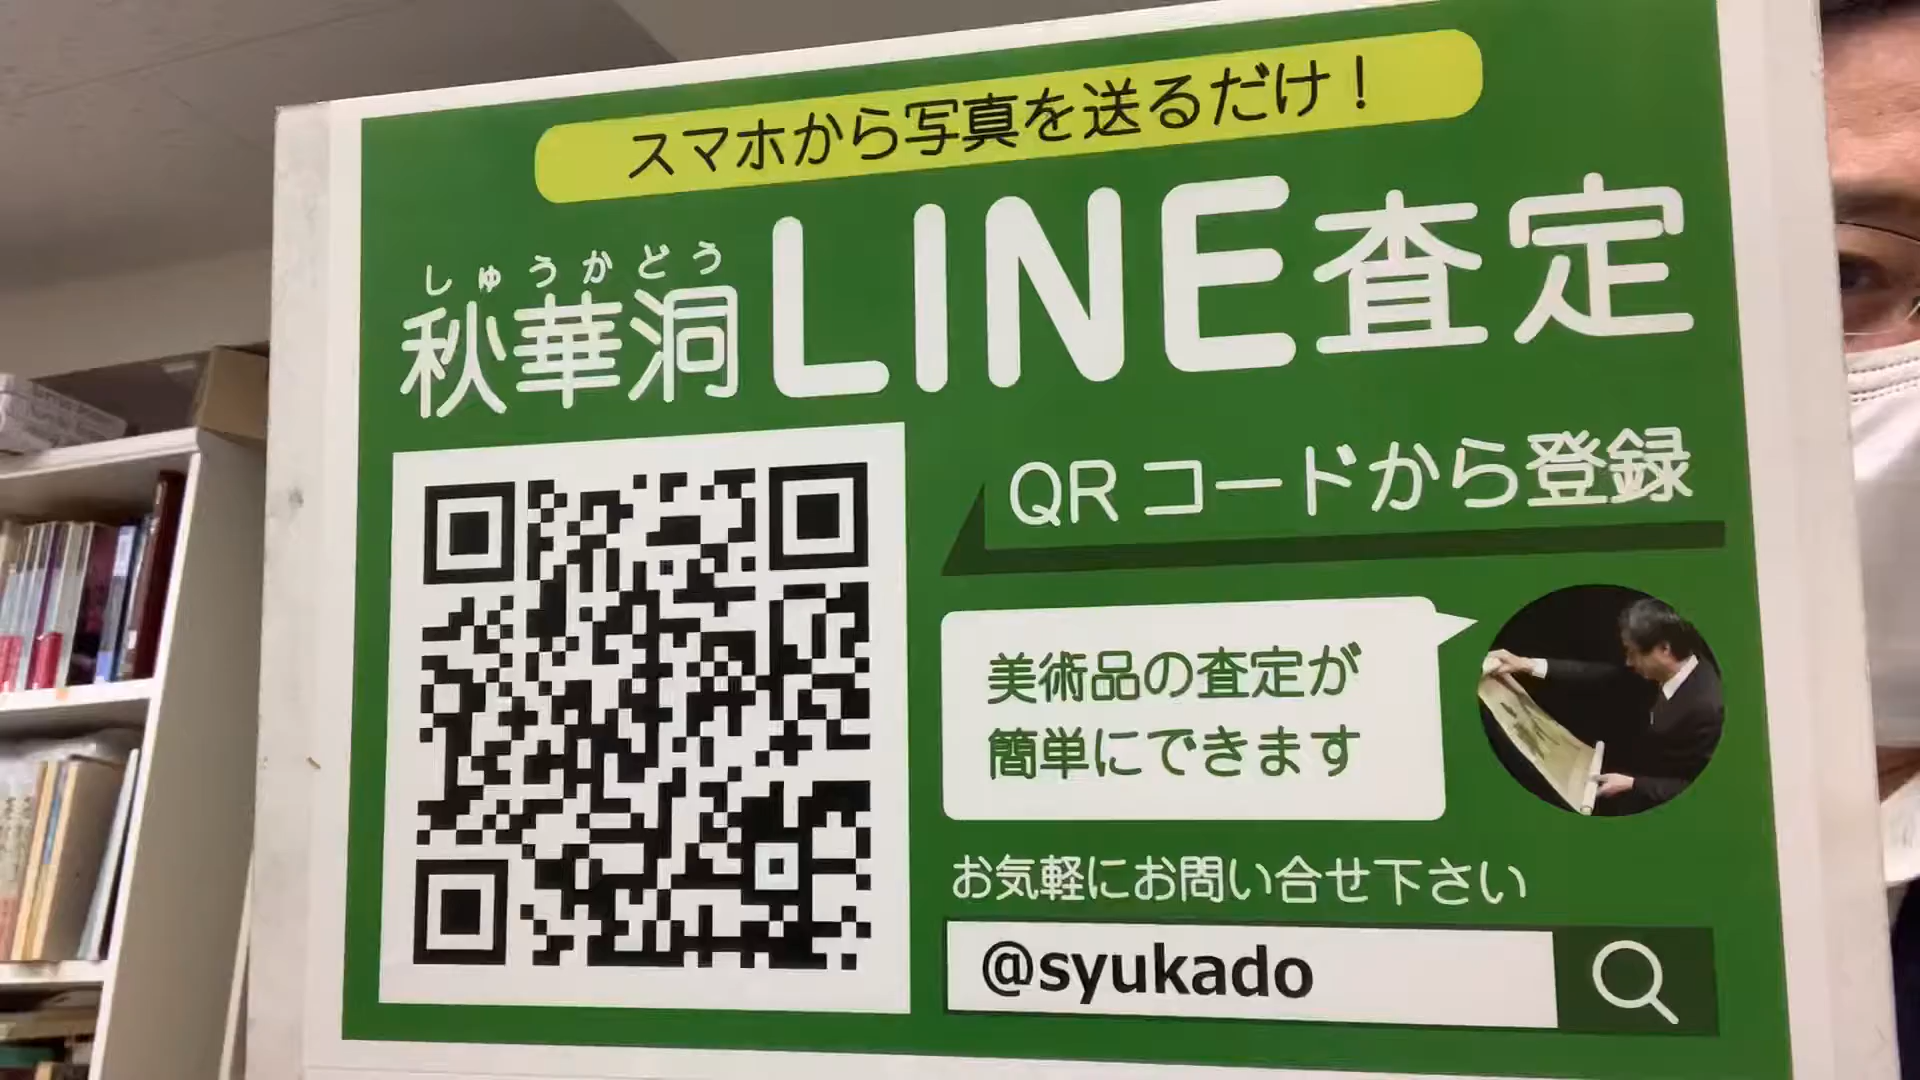 スマホから写真を送るだけ！
しゅうかどう
秋華洞LINE査定
QRコードから登録
美術品の査定が
簡単にできます
お気軽にお問い合せ下さい
@syukado